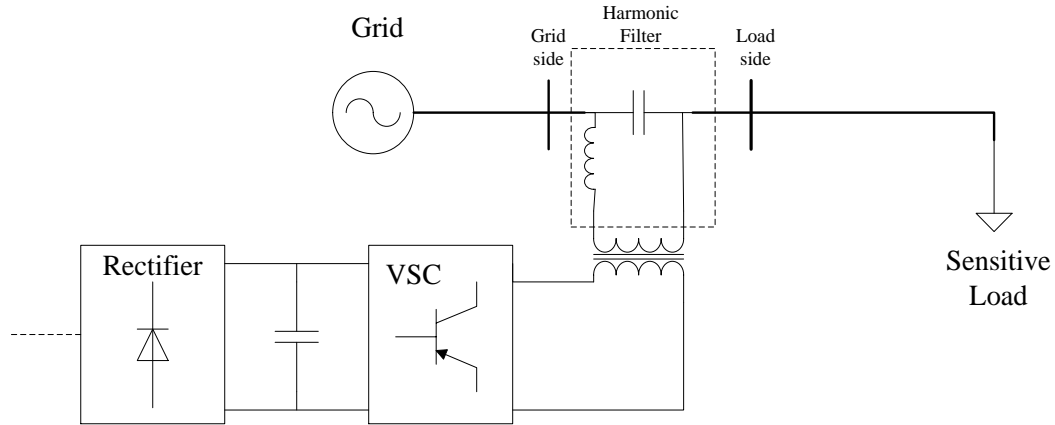 Grid
Grid
side
Harmonic
Filter
Load
side
Rectifier
VSC
Sensitive
Load